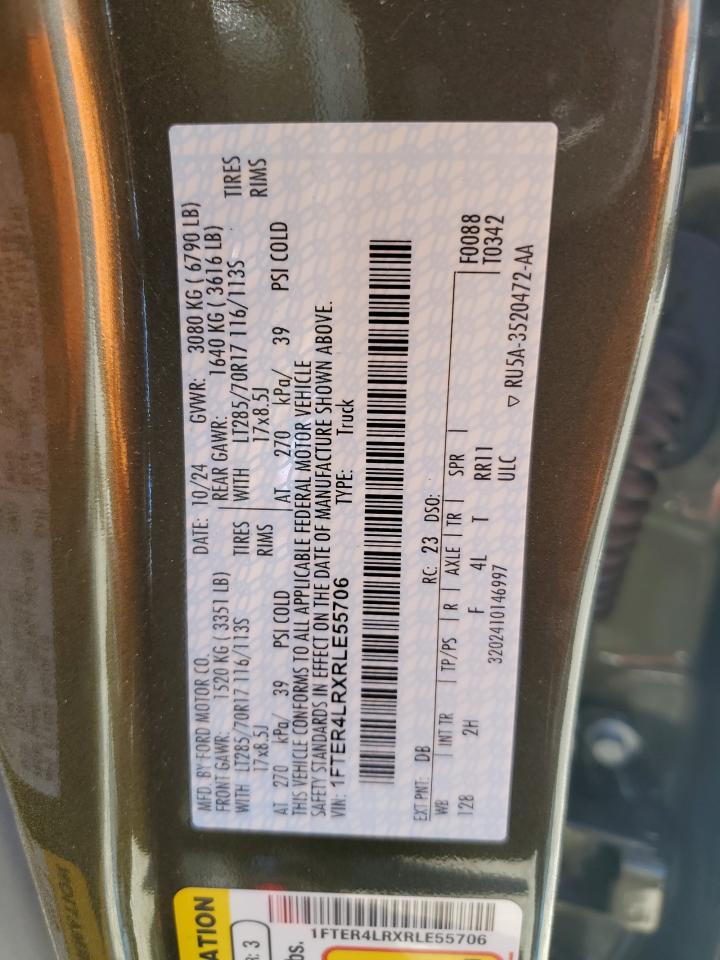 MFD. BY FORD MOTOR CO.
DATE: 10/24 GVWR: 3080 KG ( 6790 LB)
FRONT GAWR: 1520 KG ( 3351 LB) REAR GAWR: 1640 KG ( 3616 LB)
WITH LT285/70R17 116/113S TIRES WITH LT285/70R17 116/113S TIRES
17x8.5J RIMS 17x8.5J RIMS
AT 270 kPa/ 39 PSI COLD AT 270 kPa/ 39 PSI COLD
THIS VEHICLE CONFORMS TO ALL APPLICABLE FEDERAL MOTOR VEHICLE
SAFETY STANDARDS IN EFFECT ON THE DATE OF MANUFACTURE SHOWN ABOVE.
VIN: 1FTER4LRXRLE55706 TYPE: Truck
EXT PNT: DB RC: 23 DSO:
WB INT TR TP/PS R AXLE TR SPR F0088
128 2H F 4L T RR11 T0342
3202410146997 ULC ▽ RU5A-3520472-AA
ATION
R: 3
bs.
1FTER4LRXRLE55706